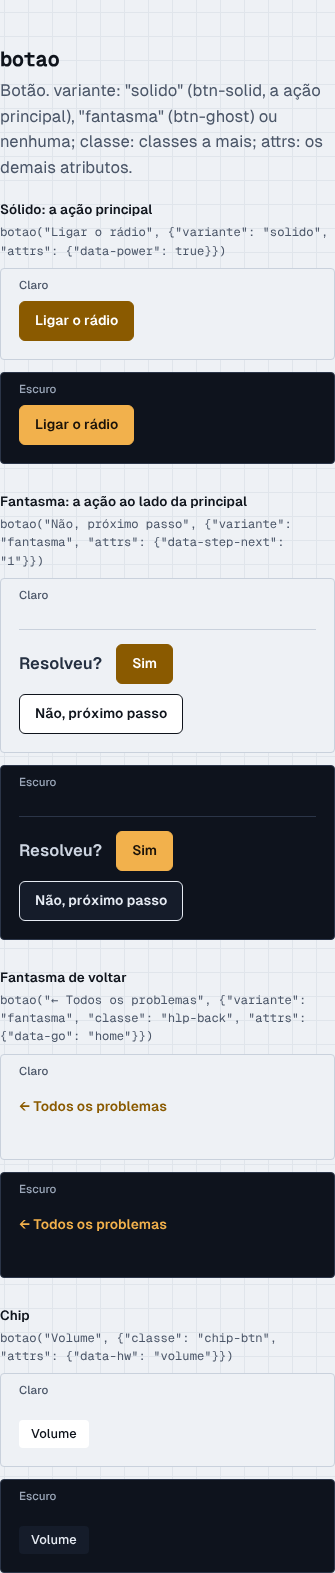 botao
Botão. variante: "solido" (btn-solid, a ação
principal), "fantasma" (btn-ghost) ou
nenhuma; classe: classes a mais; attrs: os
demais atributos.
Sólido: a ação principal
botao("Ligar o rádio", {"variante": "solido",
"attrs": {"data-power": true}})
Claro
Ligar o rádio
Escuro
Ligar o rádio
Fantasma: a ação ao lado da principal
botao("Não, próximo passo", {"variante":
"fantasma", "attrs": {"data-step-next":
"1"}})
Claro
Resolveu? Sim
Não, próximo passo
Escuro
Resolveu? Sim
Não, próximo passo
Fantasma de voltar
botao("← Todos os problemas", {"variante":
"fantasma", "classe": "hlp-back", "attrs":
{"data-go": "home"}})
Claro
← Todos os problemas
Escuro
← Todos os problemas
Chip
botao("Volume", {"classe": "chip-btn",
"attrs": {"data-hw": "volume"}})
Claro
Volume
Escuro
Volume